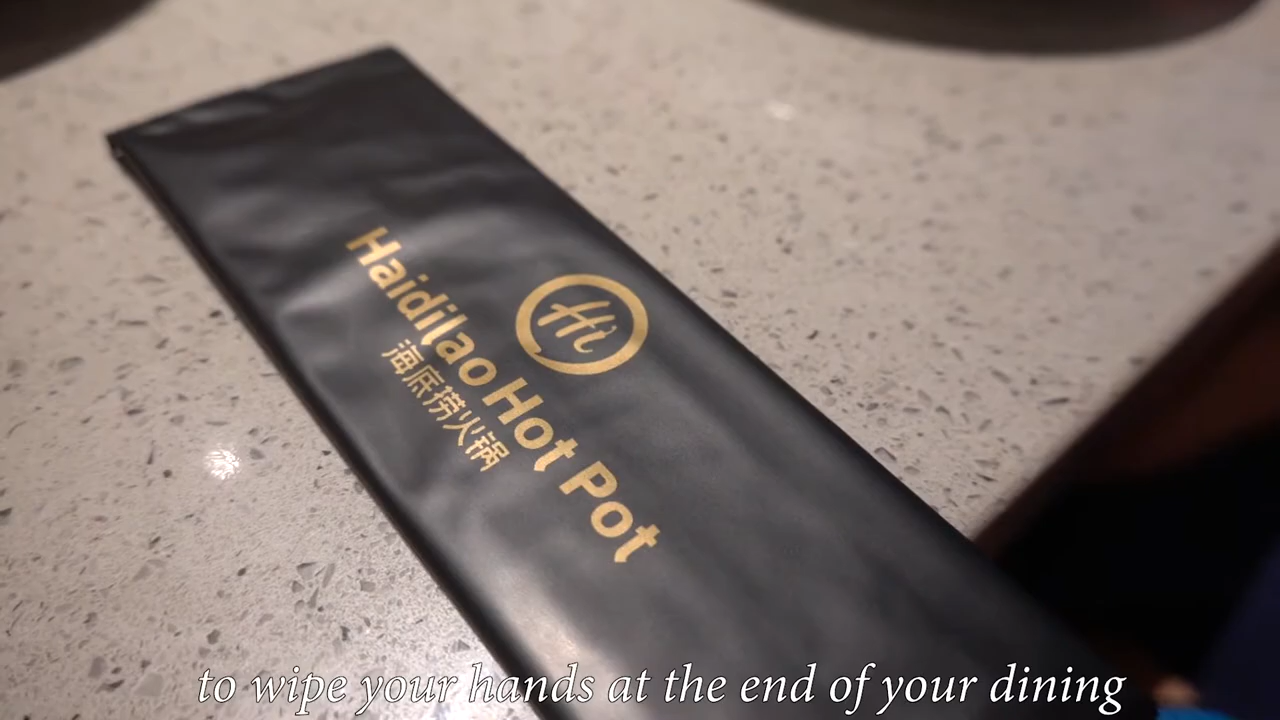 Hi
Haidilao Hot Pot
海底捞火锅
to wipe your hands at the end of your dining